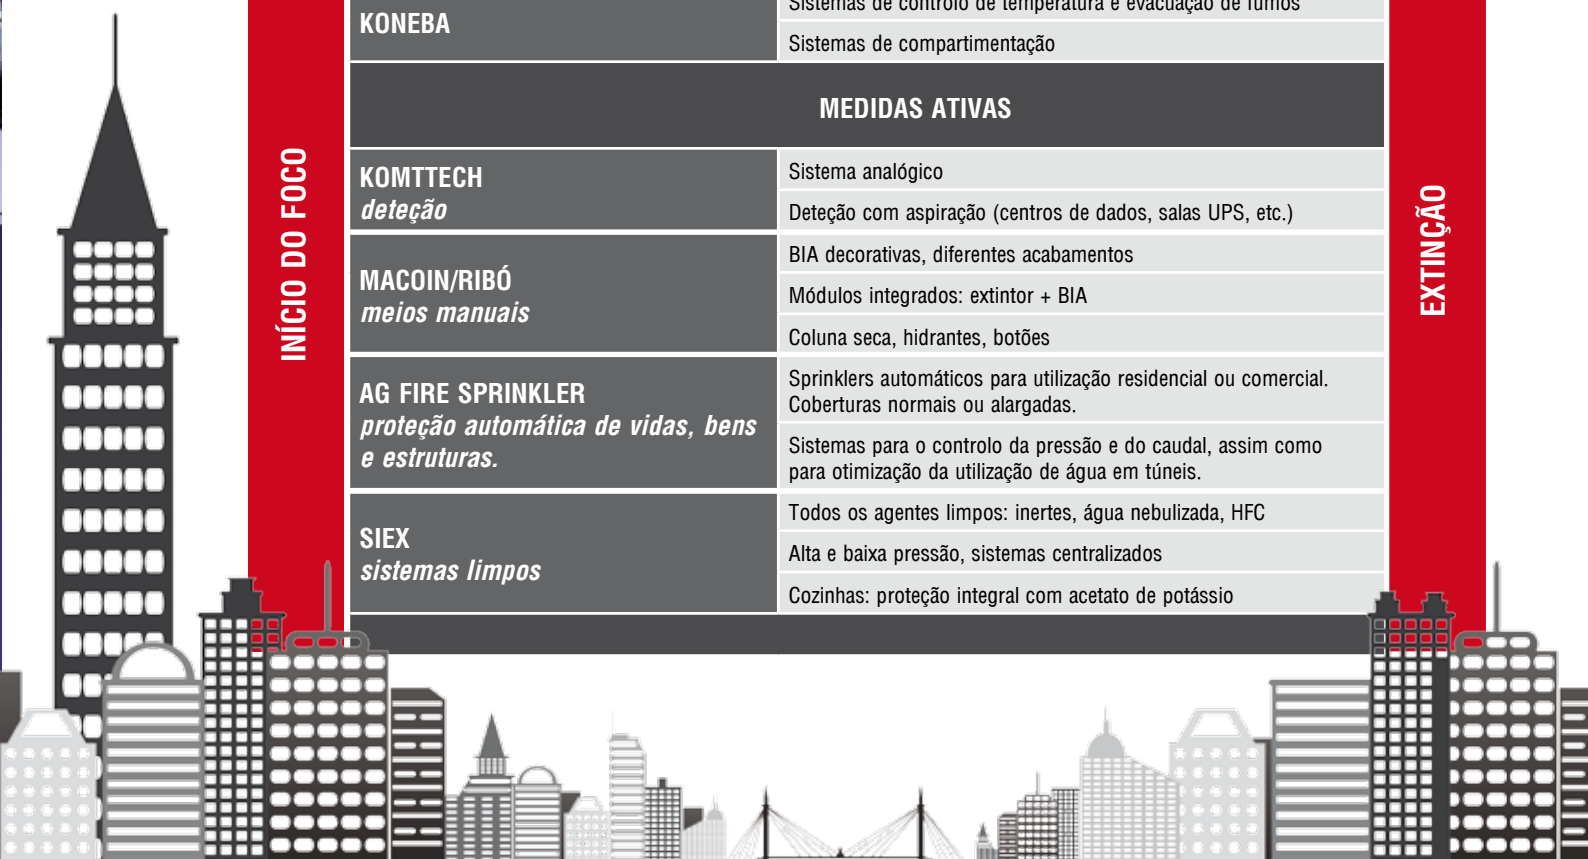 Sistemas de controlo de temperatura e evacuação de fumos
KONEBA
Sistemas de compartimentação
MEDIDAS ATIVAS
INÍCIO DO FOCO
KOMTTECH
deteção
Sistema analógico
Deteção com aspiração (centros de dados, salas UPS, etc.)
MACOIN/RIBÓ
meios manuais
BIA decorativas, diferentes acabamentos
Módulos integrados: extintor + BIA
Coluna seca, hidrantes, botões
AG FIRE SPRINKLER
proteção automática de vidas, bens
e estruturas.
Sprinklers automáticos para utilização residencial ou comercial.
Coberturas normais ou alargadas.
Sistemas para o controlo da pressão e do caudal, assim como
para otimização da utilização de água em túneis.
SIEX
sistemas limpos
Todos os agentes limpos: inertes, água nebulizada, HFC
Alta e baixa pressão, sistemas centralizados
Cozinhas: proteção integral com acetato de potássio
EXTINÇÃO